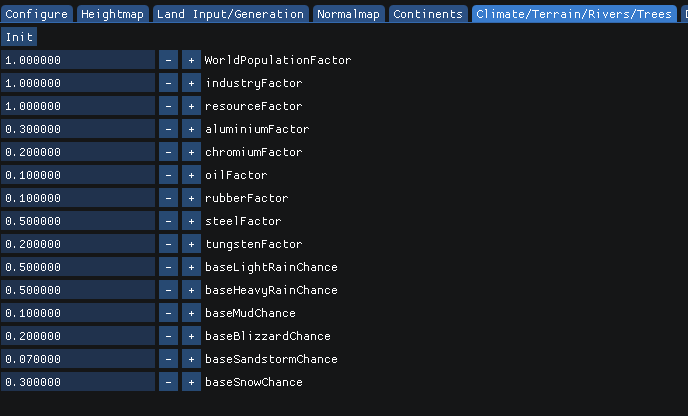 Configure Heightmap Land Input/Generation Normalmap Continents Climate/Terrain/Rivers/Trees
Init
1.000000 - + WorldPopulationFactor
1.000000 - + industryFactor
1.000000 - + resourceFactor
0.300000 - + aluminiumFactor
0.200000 - + chromiumFactor
0.100000 - + oilFactor
0.100000 - + rubberFactor
0.500000 - + steelFactor
0.200000 - + tungstenFactor
0.500000 - + baseLightRainChance
0.500000 - + baseHeavyRainChance
0.100000 - + baseMudChance
0.200000 - + baseBlizzardChance
0.070000 - + baseSandstormChance
0.300000 - + baseSnowChance